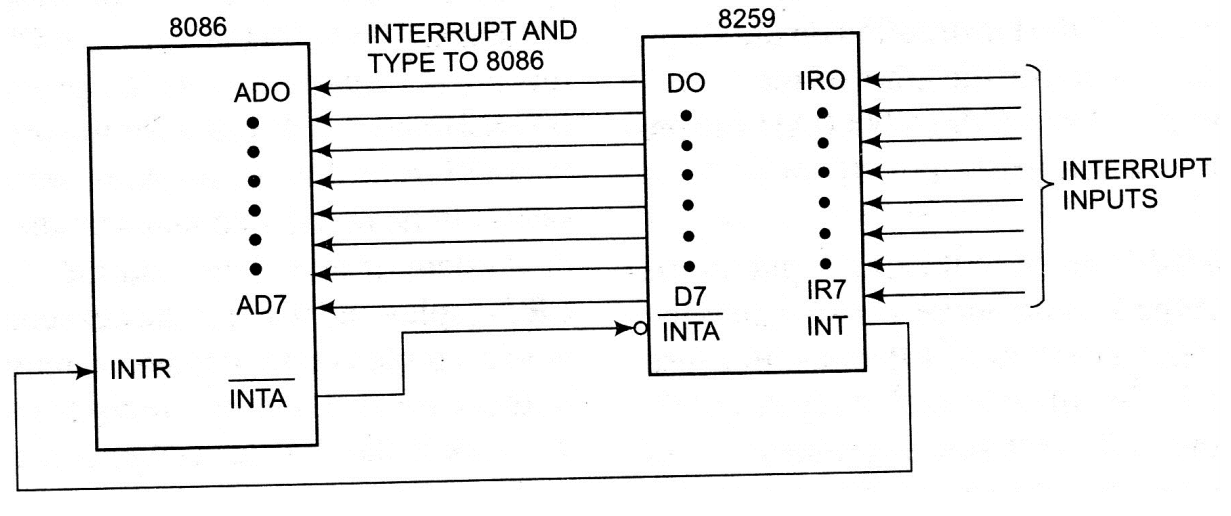 8086
8259
INTERRUPT AND
TYPE TO 8086
ADO
DO
IRO
INTERRUPT
INPUTS
AD7
D7
IR7
INTA
INT
INTR
INTA